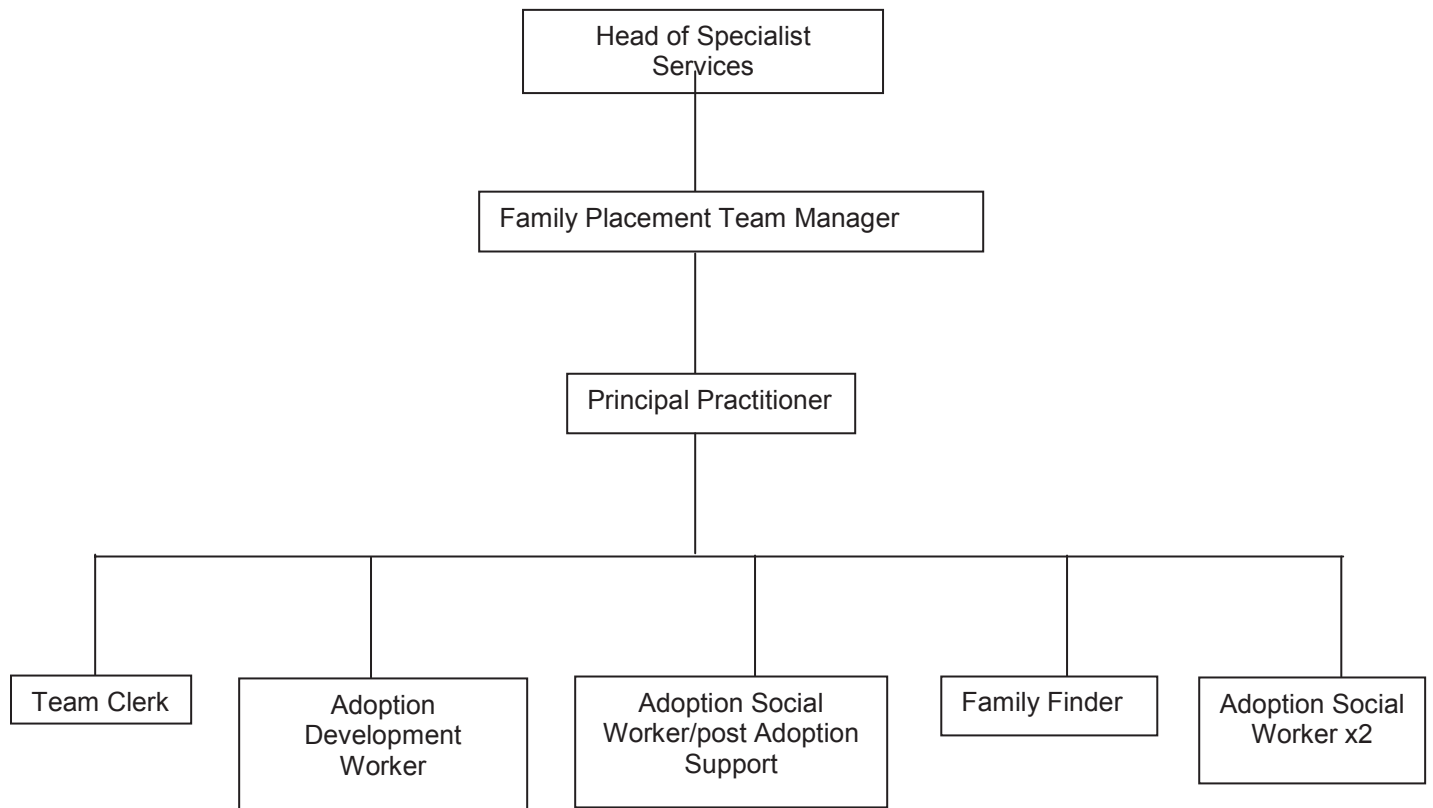 Head of Specialist
Services
Family Placement Team Manager
Principal Practitioner
Team Clerk
Adoption
Development
Worker
Adoption Social
Worker/post Adoption
Support
Family Finder
Adoption Social
Worker x2